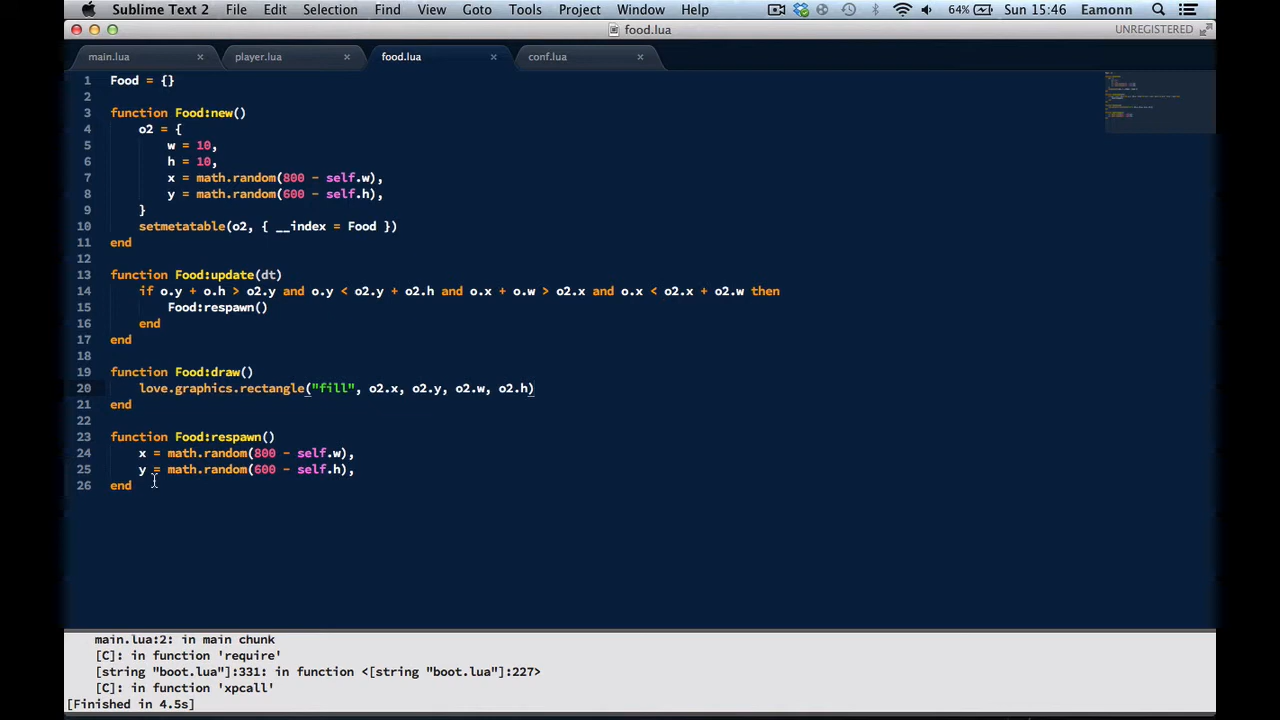 Sublime Text 2 File Edit Selection Find View Goto Tools Project Window Help 64% Sun 15:46 Eamonn
food.lua UNREGISTERED
main.lua player.lua food.lua conf.lua
1 Food = {}
2
3 function Food:new()
4 o2 = {
5 w = 10,
6 h = 10,
7 x = math.random(800 - self.w),
8 y = math.random(600 - self.h),
9 }
10 setmetatable(o2, { __index = Food })
11 end
12
13 function Food:update(dt)
14 if o.y + o.h > o2.y and o.y < o2.y + o2.h and o.x + o.w > o2.x and o.x < o2.x + o2.w then
15 Food:respawn()
16 end
17 end
18
19 function Food:draw()
20 love.graphics.rectangle("fill", o2.x, o2.y, o2.w, o2.h)
21 end
22
23 function Food:respawn()
24 x = math.random(800 - self.w),
25 y = math.random(600 - self.h),
26 end
main.lua:2: in main chunk
[C]: in function 'require'
[string "boot.lua"]:331: in function <[string "boot.lua"]:227>
[C]: in function 'xpcall'
[Finished in 4.5s]